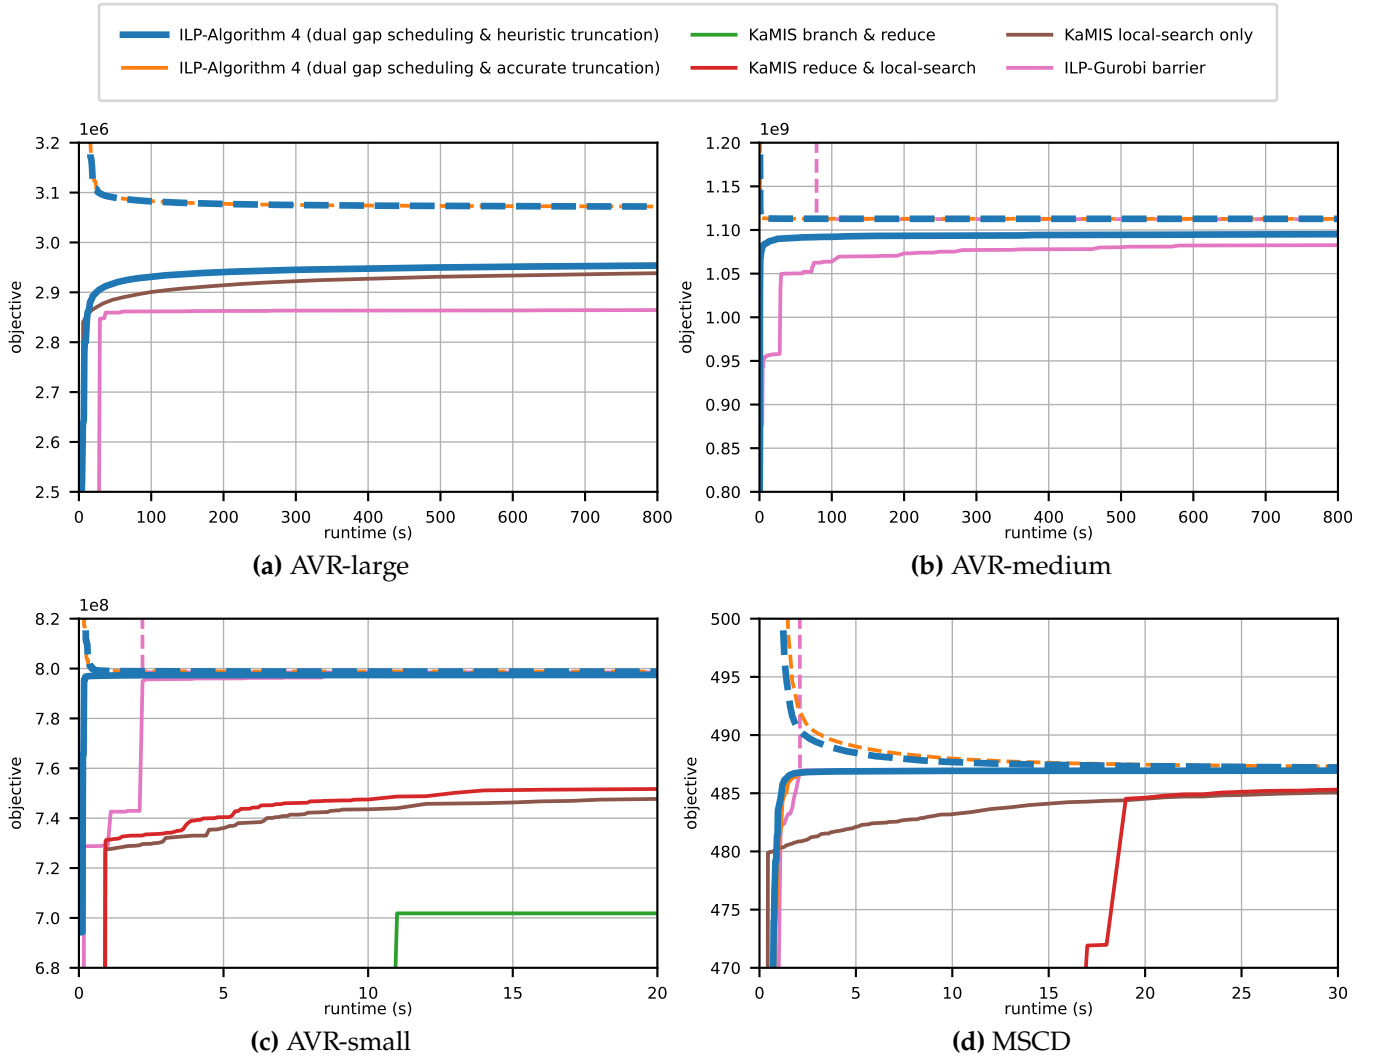 ILP-Algorithm 4 (dual gap scheduling & heuristic truncation)
ILP-Algorithm 4 (dual gap scheduling & accurate truncation)
KaMIS branch & reduce
KaMIS reduce & local-search
KaMIS local-search only
ILP-Gurobi barrier
1e6
3.2
3.1
3.0
2.9
2.8
2.7
2.6
2.5
objective
0 100 200 300 400 500 600 700 800
runtime (s)
(a) AVR-large
1e9
1.20
1.15
1.10
1.05
1.00
0.95
0.90
0.85
0.80
objective
0 100 200 300 400 500 600 700 800
runtime (s)
(b) AVR-medium
1e8
8.2
8.0
7.8
7.6
7.4
7.2
7.0
6.8
objective
0 5 10 15 20
runtime (s)
(c) AVR-small
500
495
490
485
480
475
470
objective
0 5 10 15 20 25 30
runtime (s)
(d) MSCD